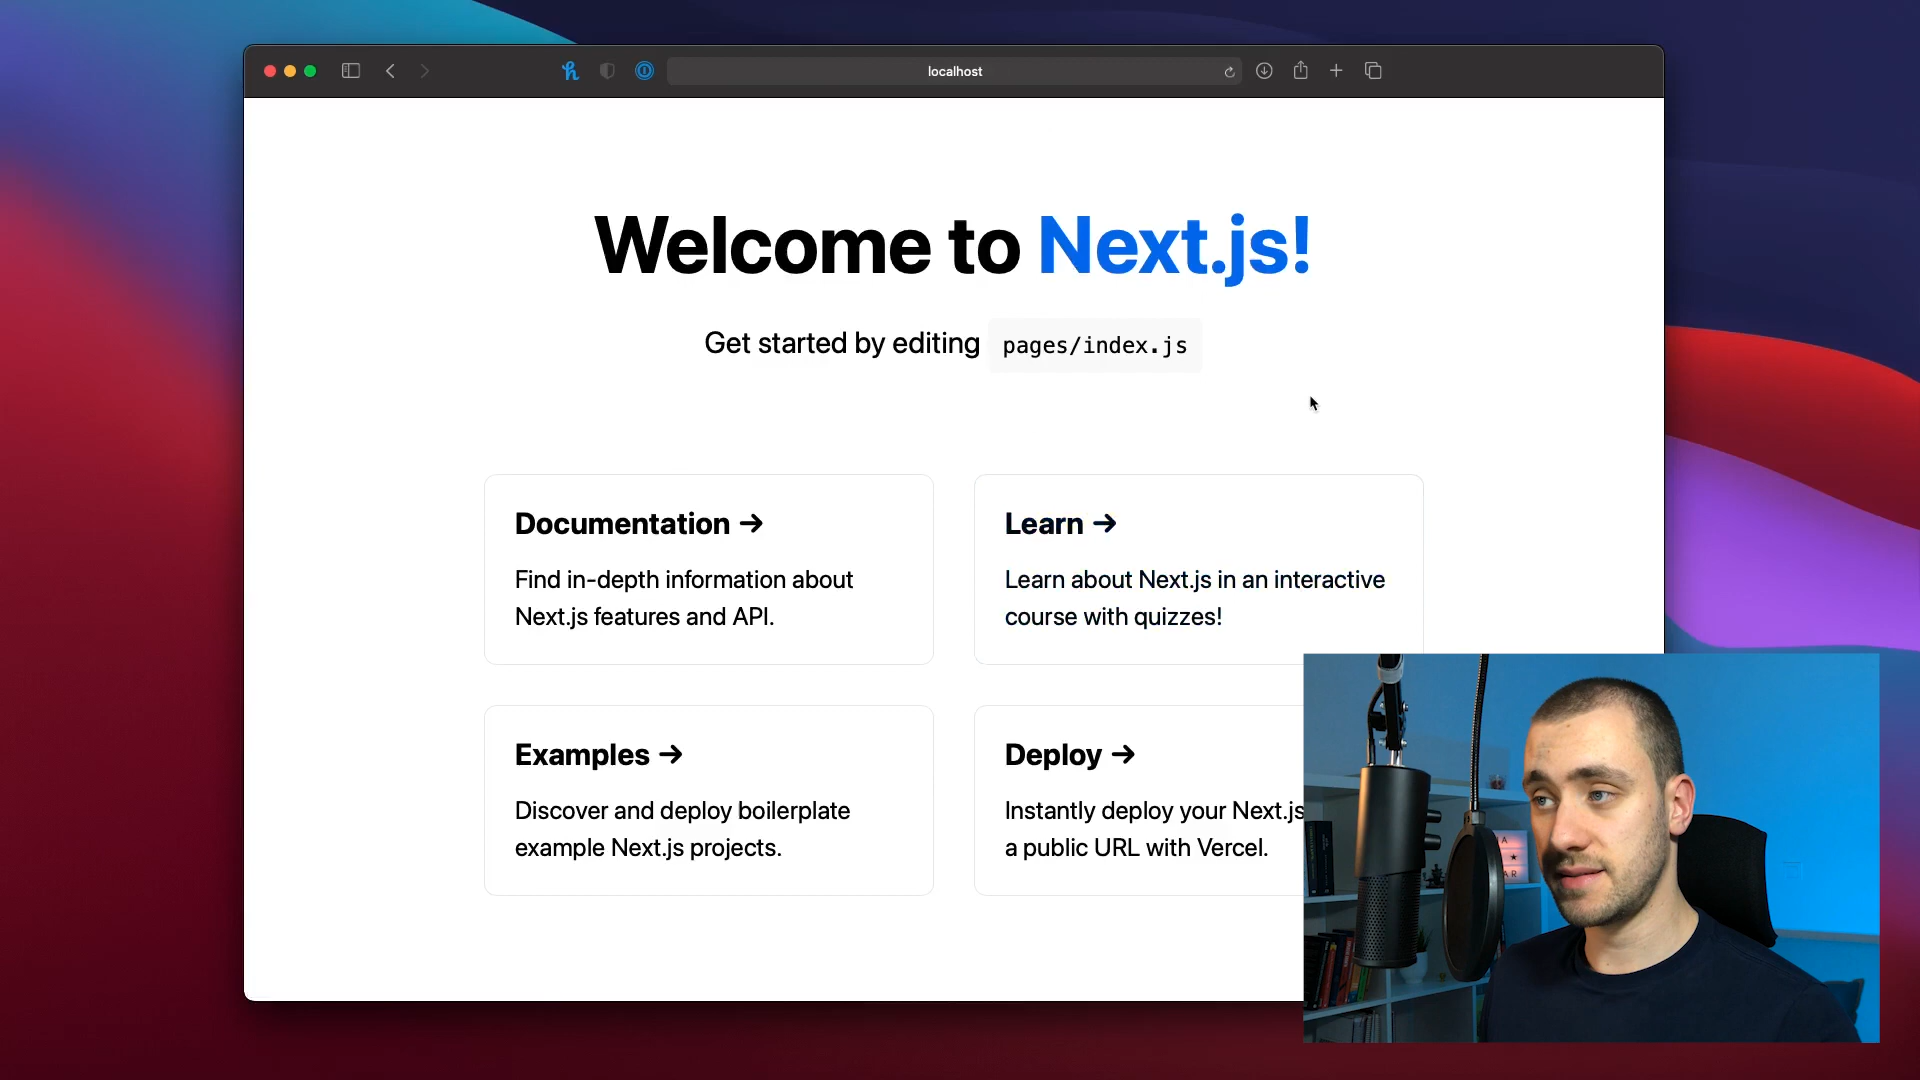 localhost
Welcome to Next.js!
Get started by editing pages/index.js
Documentation →
Find in-depth information about
Next.js features and API.
Learn →
Learn about Next.js in an interactive
course with quizzes!
Examples →
Discover and deploy boilerplate
example Next.js projects.
Deploy →
Instantly deploy your Next.js
a public URL with Vercel.
A
AR